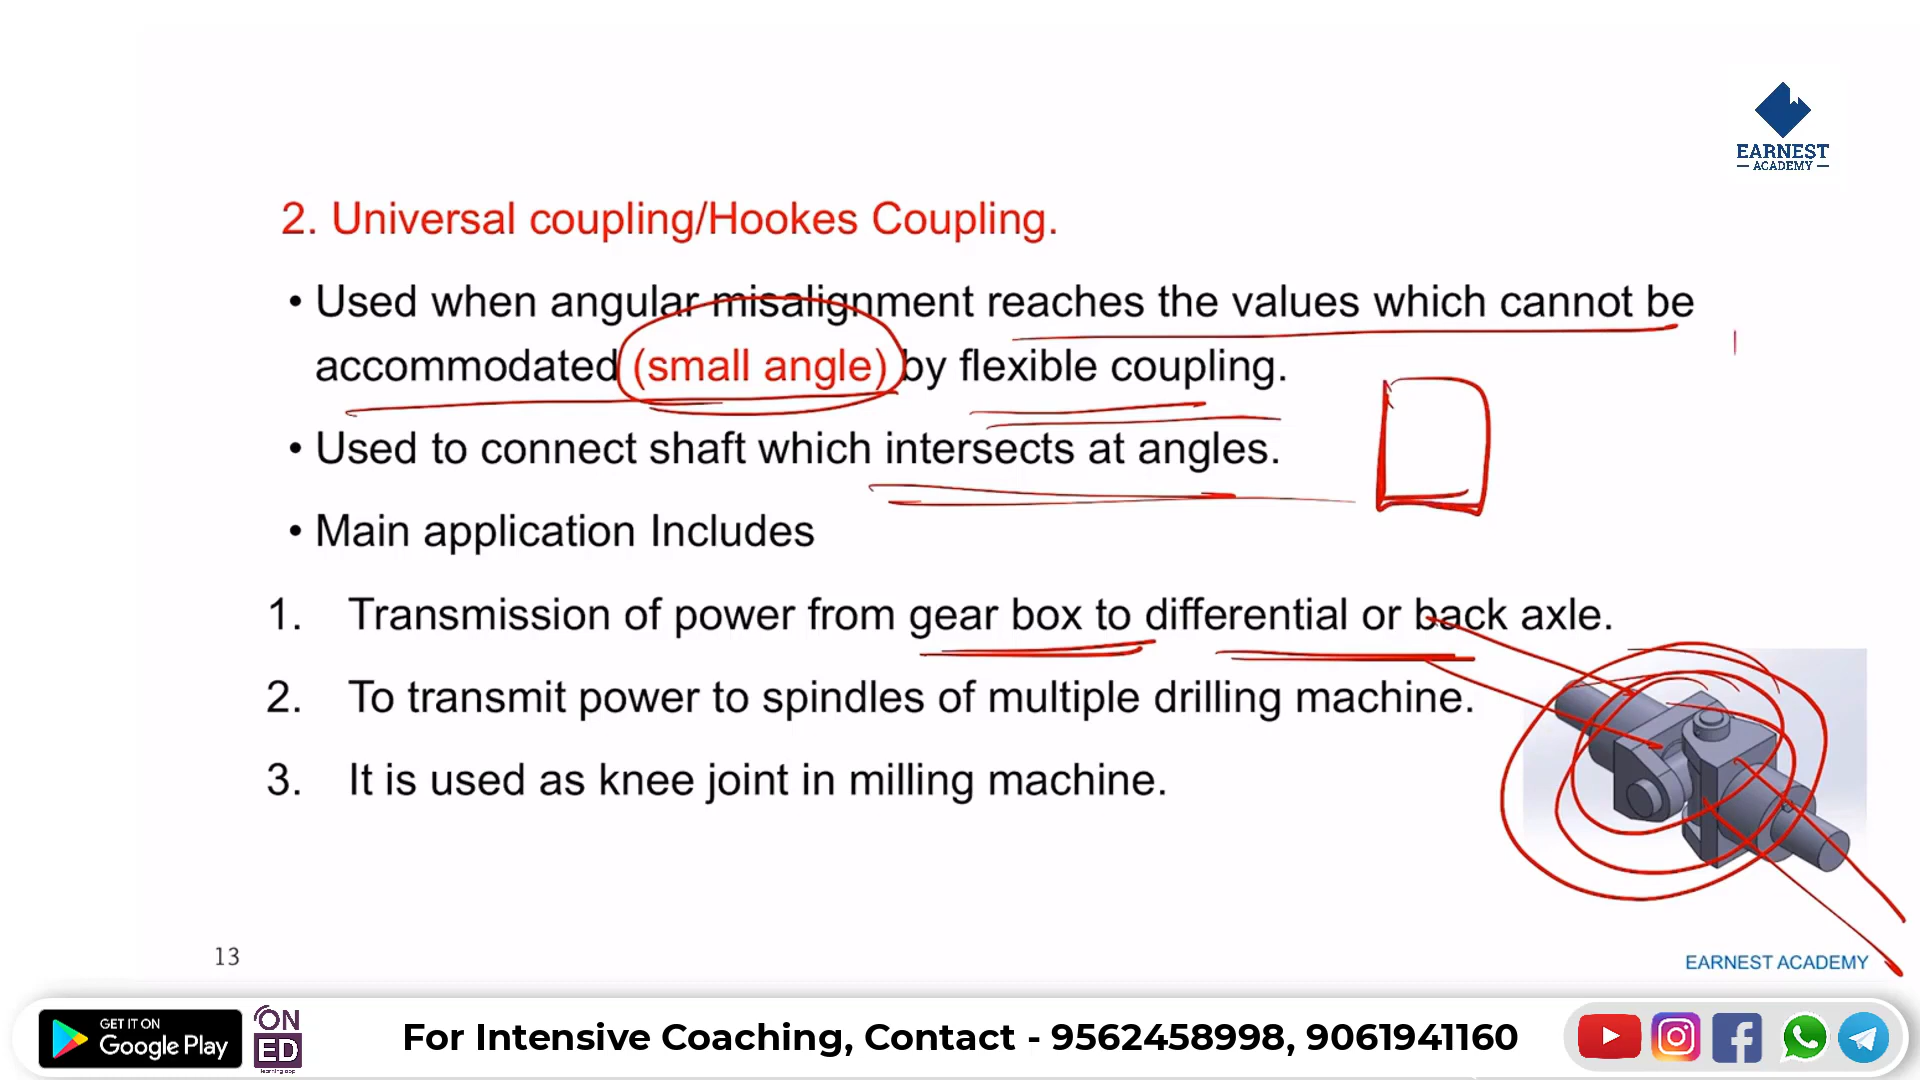 EARNEST
ACADEMY
2. Universal coupling/Hookes Coupling.
• Used when angular misalignment reaches the values which cannot be
accommodated (small angle) by flexible coupling.
• Used to connect shaft which intersects at angles.
• Main application Includes
1. Transmission of power from gear box to differential or back axle.
2. To transmit power to spindles of multiple drilling machine.
3. It is used as knee joint in milling machine.
13
EARNEST ACADEMY
GET IT ON
Google Play
ON
ED
learning app
For Intensive Coaching, Contact - 9562458998, 9061941160